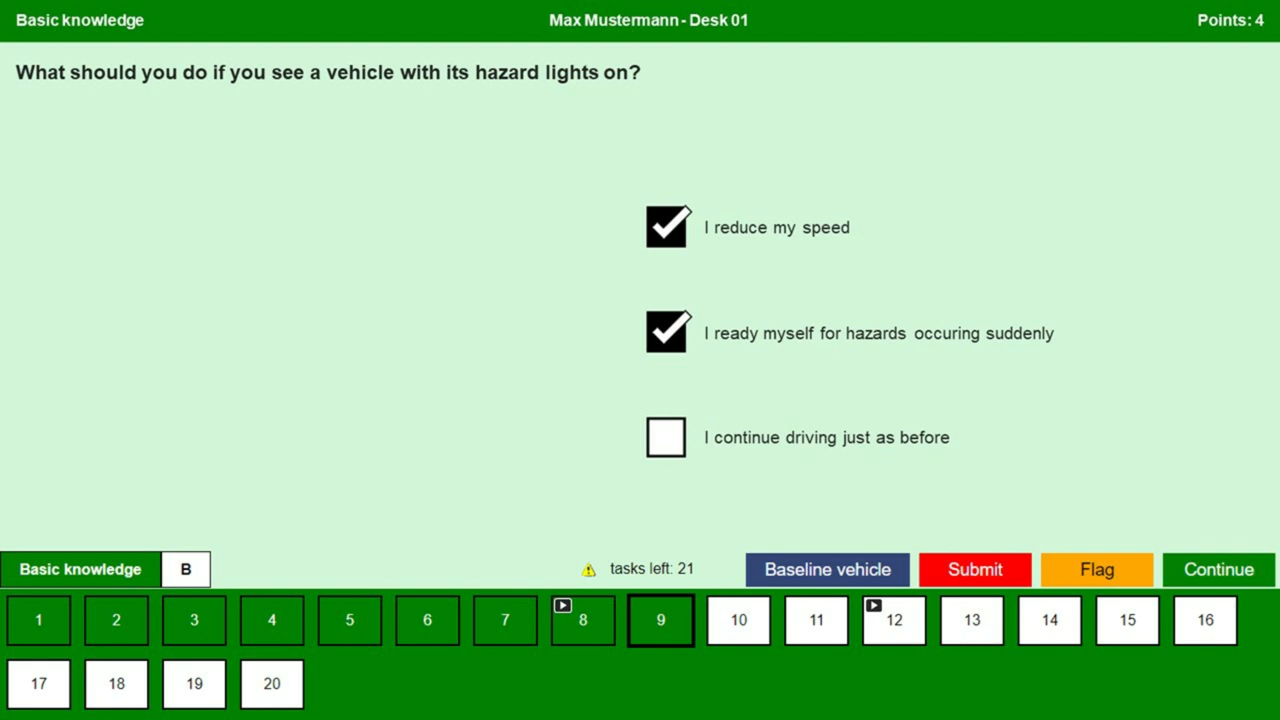 Basic knowledge
Max Mustermann - Desk 01
Points: 4
What should you do if you see a vehicle with its hazard lights on?
I reduce my speed
I ready myself for hazards occuring suddenly
I continue driving just as before
Basic knowledge
B
tasks left: 21
Baseline vehicle
Submit
Flag
Continue
1 2 3 4 5 6 7 8 9 10 11 12 13 14 15 16
17 18 19 20